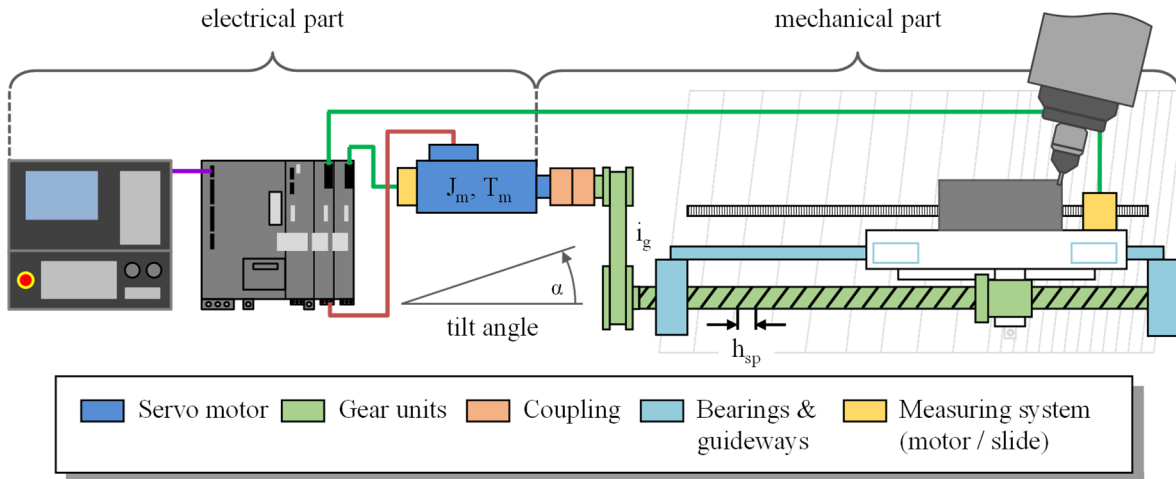 electrical part
mechanical part
J_m, T_m
i_g
α
tilt angle
h_sp
Servo motor
Gear units
Coupling
Bearings &
guideways
Measuring system
(motor / slide)